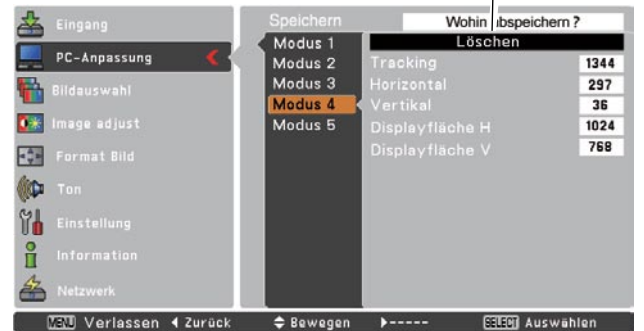 Eingang
PC-Anpassung
Bildauswahl
Image adjust
Format Bild
Ton
Einstellung
Information
Netzwerk
Speichern
Wohin abspeichern ?
Modus 1
Modus 2
Modus 3
Modus 4
Modus 5
Löschen
Tracking 1344
Horizontal 297
Vertikal 36
Displayfläche H 1024
Displayfläche V 768
MENU Verlassen Zurück Bewegen ----- SELECT Auswählen